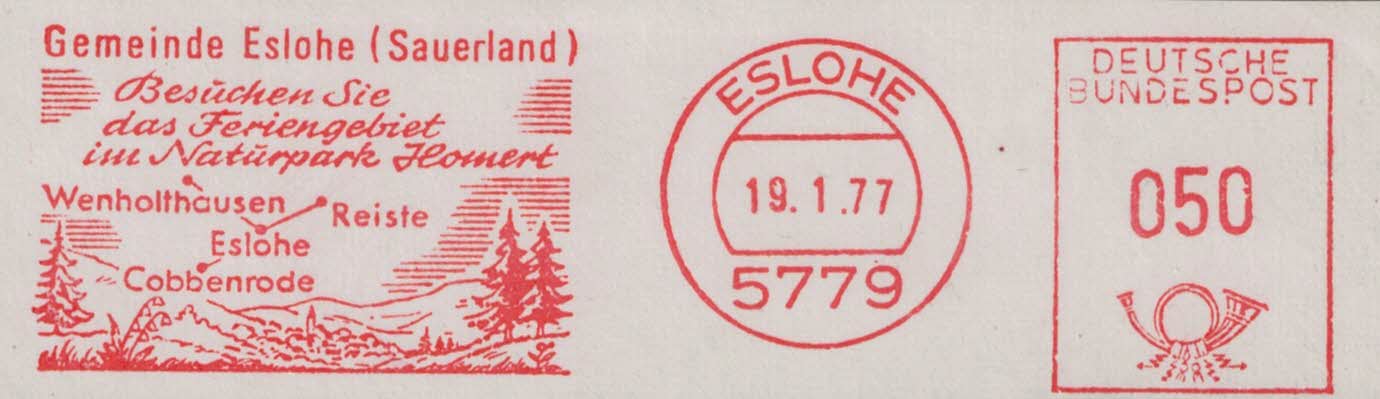 Gemeinde Eslohe (Sauerland)
Besuchen Sie
das Feriengebiet
im Naturpark Homert
Wenholthausen
Reiste
Eslohe
Cobbenrode
ESLOHE
19.1.77
5779
DEUTSCHE
BUNDESPOST
050